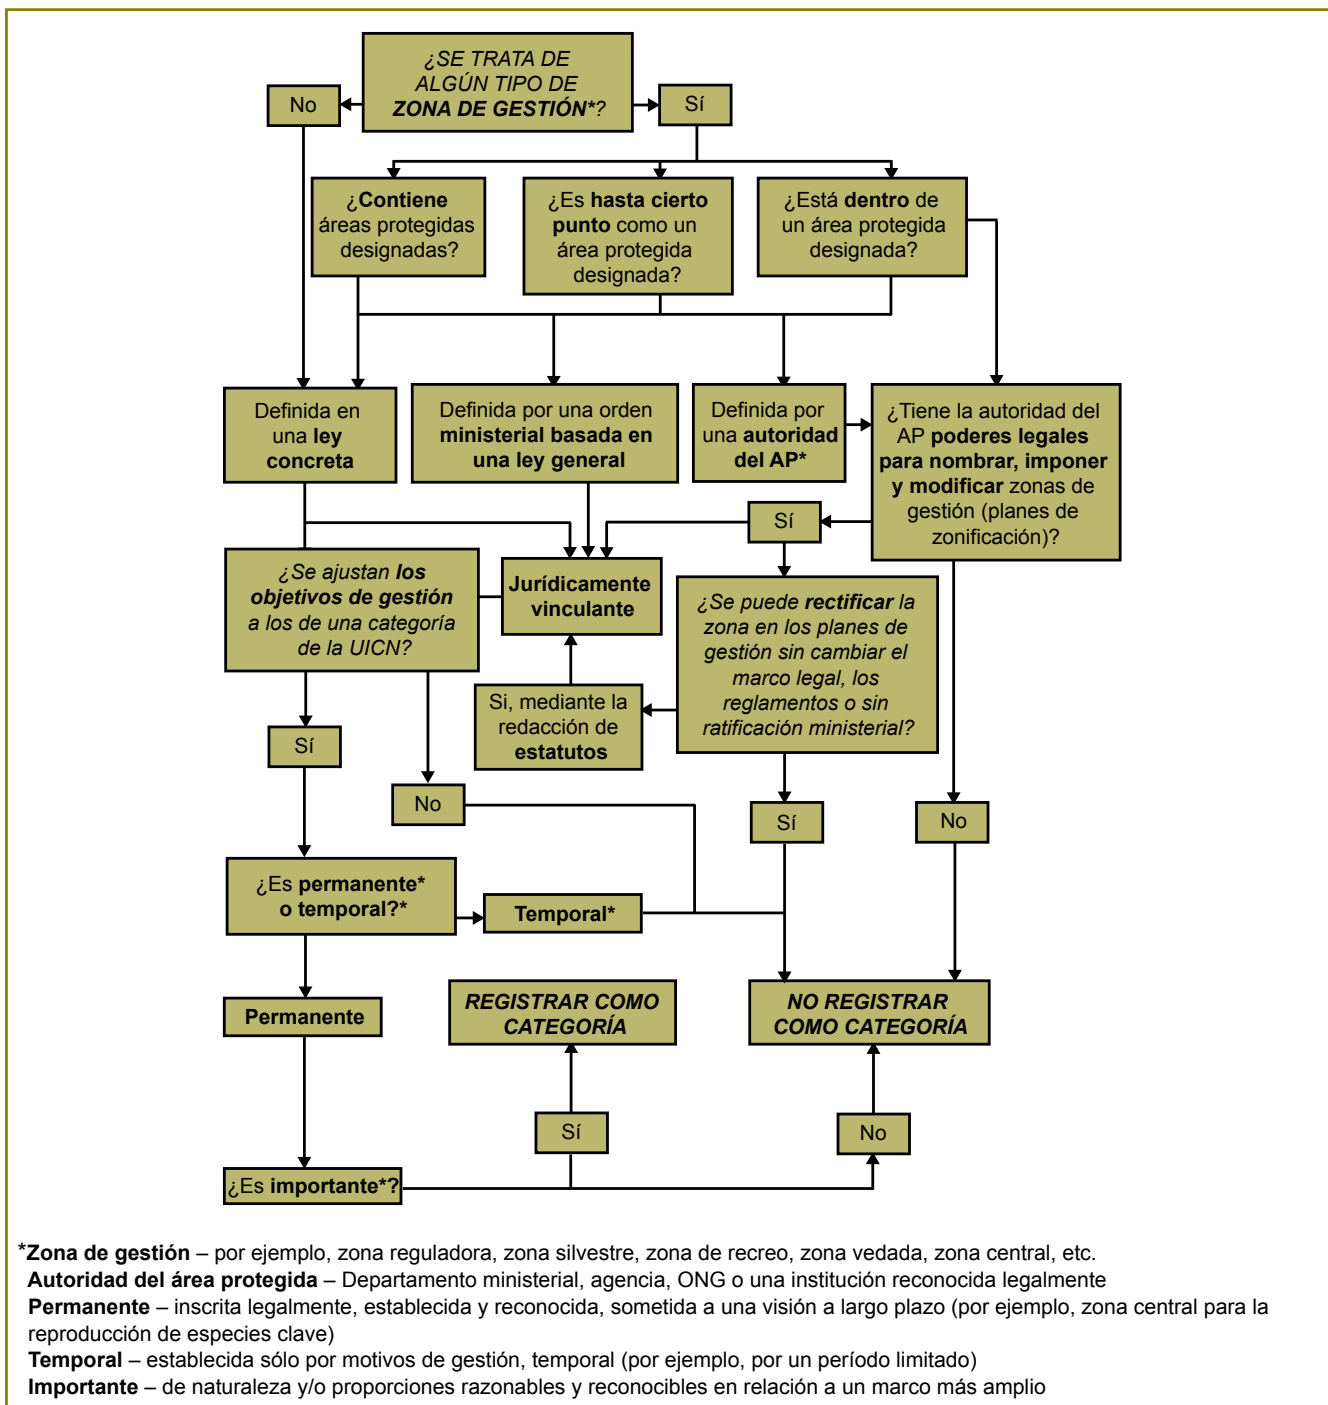 ¿SE TRATA DE
ALGÚN TIPO DE
ZONA DE GESTIÓN*?
No
Sí
¿Contiene
áreas protegidas
designadas?
¿Es hasta cierto
punto como un
área protegida
designada?
¿Está dentro de
un área protegida
designada?
Definida en
una ley
concreta
Definida por una orden
ministerial basada en
una ley general
Definida por
una autoridad
del AP*
¿Tiene la autoridad del
AP poderes legales
para nombrar, imponer
y modificar zonas de
gestión (planes de
zonificación)?
Sí
¿Se ajustan los
objetivos de gestión
a los de una categoría
de la UICN?
Jurídicamente
vinculante
¿Se puede rectificar la
zona en los planes de
gestión sin cambiar el
marco legal, los
reglamentos o sin
ratificación ministerial?
Si, mediante la
redacción de
estatutos
Sí
No
Sí
No
¿Es permanente*
o temporal?*
Temporal*
Permanente
REGISTRAR COMO
CATEGORÍA
NO REGISTRAR
COMO CATEGORÍA
Sí
No
¿Es importante*?
*Zona de gestión – por ejemplo, zona reguladora, zona silvestre, zona de recreo, zona vedada, zona central, etc.
Autoridad del área protegida – Departamento ministerial, agencia, ONG o una institución reconocida legalmente
Permanente – inscrita legalmente, establecida y reconocida, sometida a una visión a largo plazo (por ejemplo, zona central para la
reproducción de especies clave)
Temporal – establecida sólo por motivos de gestión, temporal (por ejemplo, por un período limitado)
Importante – de naturaleza y/o proporciones razonables y reconocibles en relación a un marco más amplio